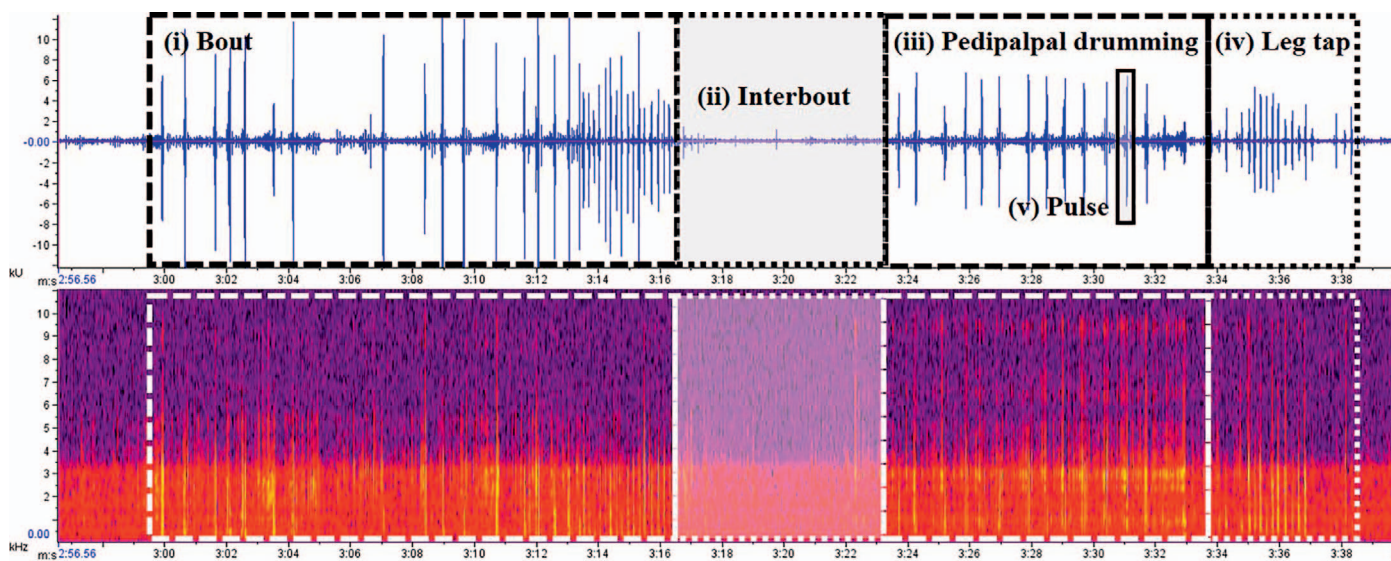 (i) Bout
(ii) Interbout
(iii) Pedipalpal drumming
(iv) Leg tap
(v) Pulse
10
8
6
4
2
-0.00
-2
-4
-6
-8
-10
kU
m:s 2:56.56 3:00 3:02 3:04 3:06 3:08 3:10 3:12 3:14 3:16 3:18 3:20 3:22 3:24 3:26 3:28 3:30 3:32 3:34 3:36 3:38
10
9
8
7
6
5
4
3
2
0.00
kHz
m:s 2:56.56 3:00 3:02 3:04 3:06 3:08 3:10 3:12 3:14 3:16 3:18 3:20 3:22 3:24 3:26 3:28 3:30 3:32 3:34 3:36 3:38